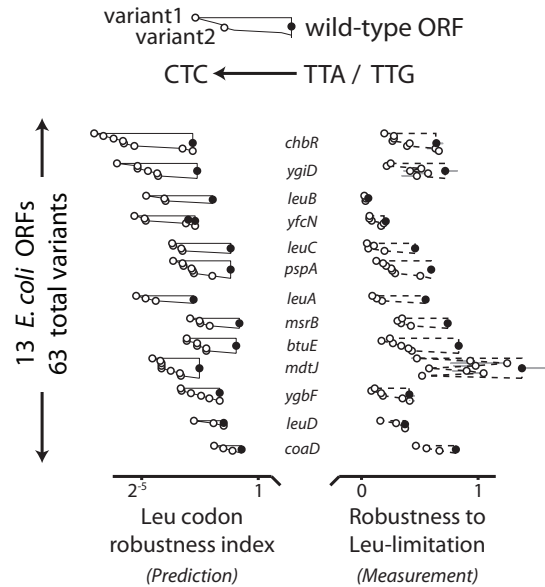 variant1
variant2
wild-type ORF
CTC TTA / TTG
13 E. coli ORFs
63 total variants
chbR
ygiD
leuB
yfcN
leuC
pspA
leuA
msrB
btuE
mdtJ
ygbF
leuD
coaD
2-5 1
0 1
Leu codon
robustness index
(Prediction)
Robustness to
Leu-limitation
(Measurement)